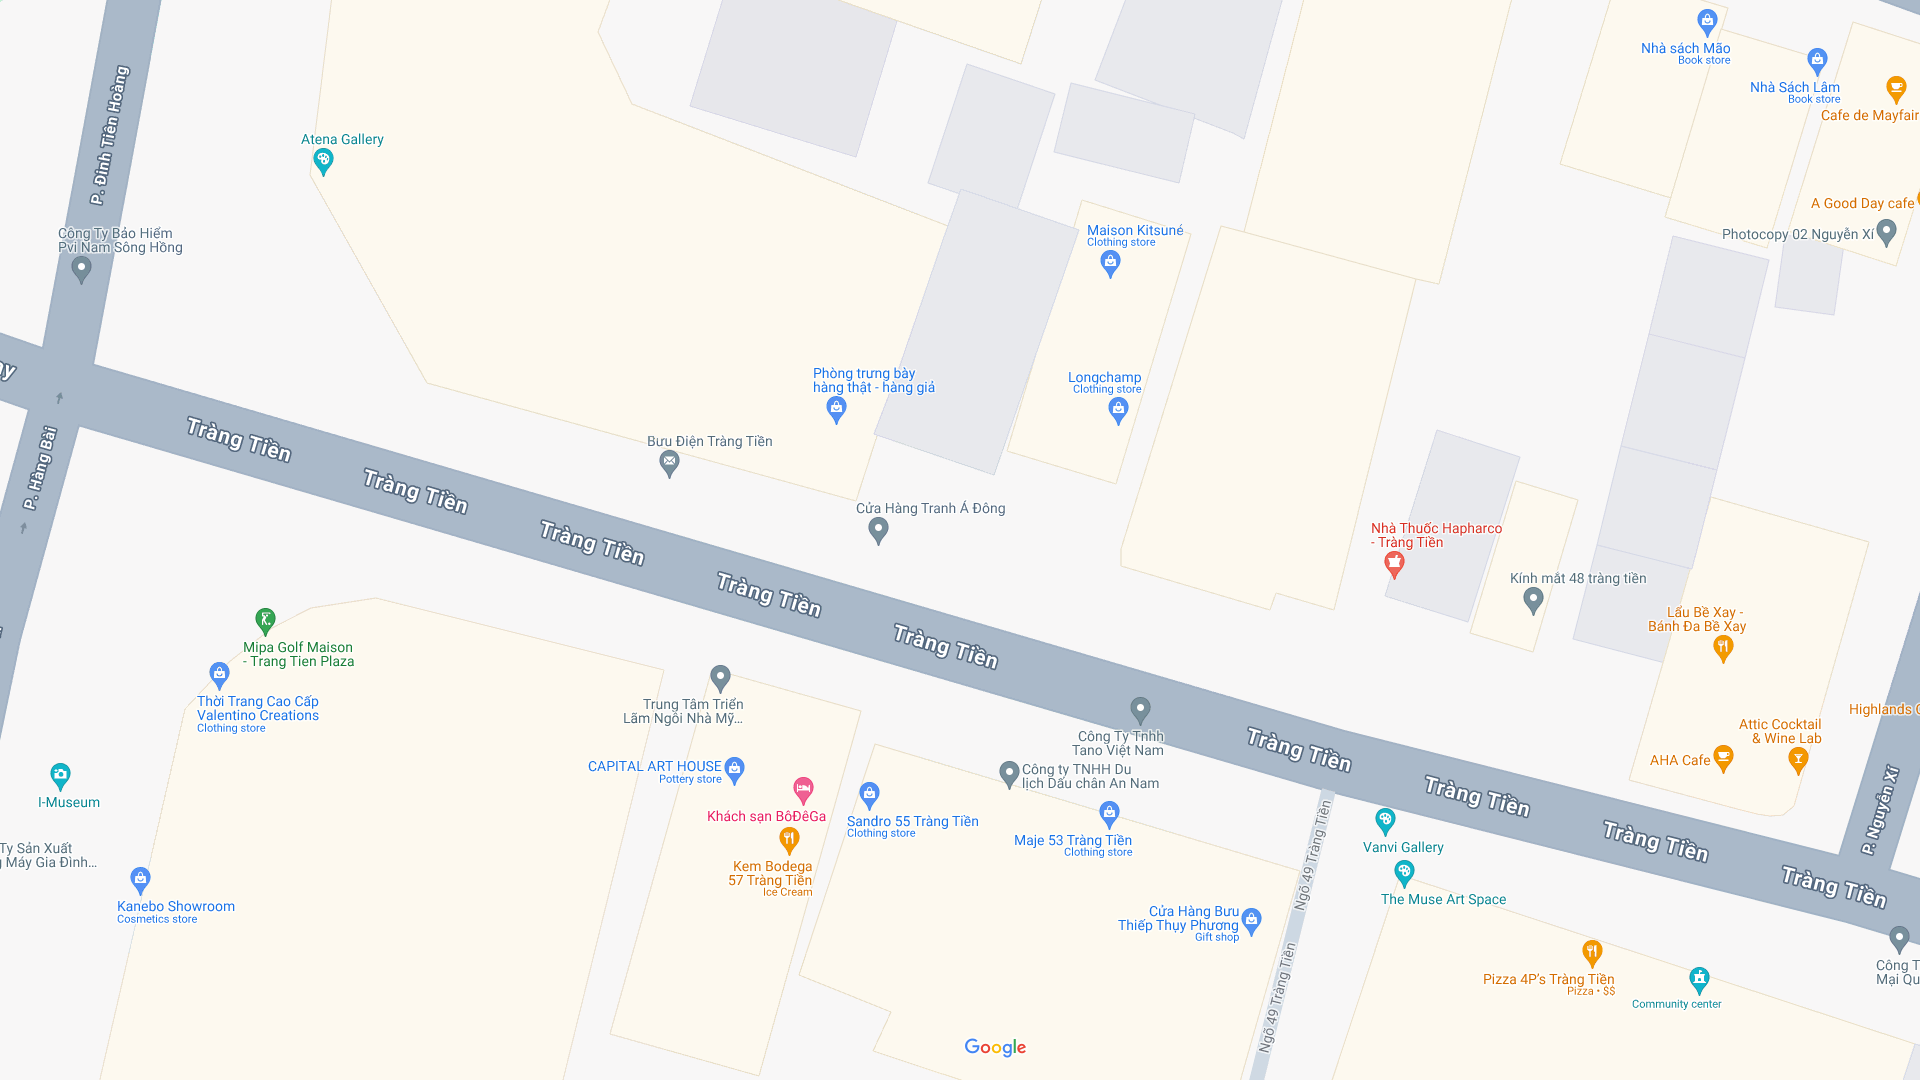 P. Đinh Tiên Hoàng
Atena Gallery
Nhà sách Mão
Book store
Nhà Sách Lâm
Book store
Cafe de Mayfair
A Good Day cafe
Photocopy 02 Nguyễn Xí
Công Ty Bảo Hiểm
Pvi Nam Sông Hồng
Maison Kitsuné
Clothing store
Phòng trưng bày
hàng thật - hàng giả
Longchamp
Clothing store
P. Hàng Bài
Tràng Tiền
Tràng Tiền
Tràng Tiền
Tràng Tiền
Tràng Tiền
Tràng Tiền
Tràng Tiền
Tràng Tiền
Tràng Tiền
Bưu Điện Tràng Tiền
Cửa Hàng Tranh Á Đông
Nhà Thuốc Hapharco
- Tràng Tiền
Kính mắt 48 tràng tiền
Lẩu Bề Xay -
Bánh Đa Bề Xay
Mipa Golf Maison
- Trang Tien Plaza
Thời Trang Cao Cấp
Valentino Creations
Clothing store
Trung Tâm Triển
Lãm Ngôi Nhà Mỹ...
Công Ty Tnhh
Tano Việt Nam
Highlands
Attic Cocktail
& Wine Lab
AHA Cafe
P. Nguyễn Xí
CAPITAL ART HOUSE
Pottery store
Công ty TNHH Du
lịch Dấu chân An Nam
I-Museum
Khách sạn BôĐêGa
Sandro 55 Tràng Tiền
Clothing store
Maje 53 Tràng Tiền
Clothing store
Ngõ 49 Tràng Tiền
Ngõ 49 Tràng Tiền
Vanvi Gallery
Ty Sản Xuất
Máy Gia Đình...
Kem Bodega
57 Tràng Tiền
Ice Cream
The Muse Art Space
Kanebo Showroom
Cosmetics store
Cửa Hàng Bưu
Thiếp Thụy Phương
Gift shop
Pizza 4P's Tràng Tiền
Pizza • $$
Community center
Công T
Mại Qu
Google